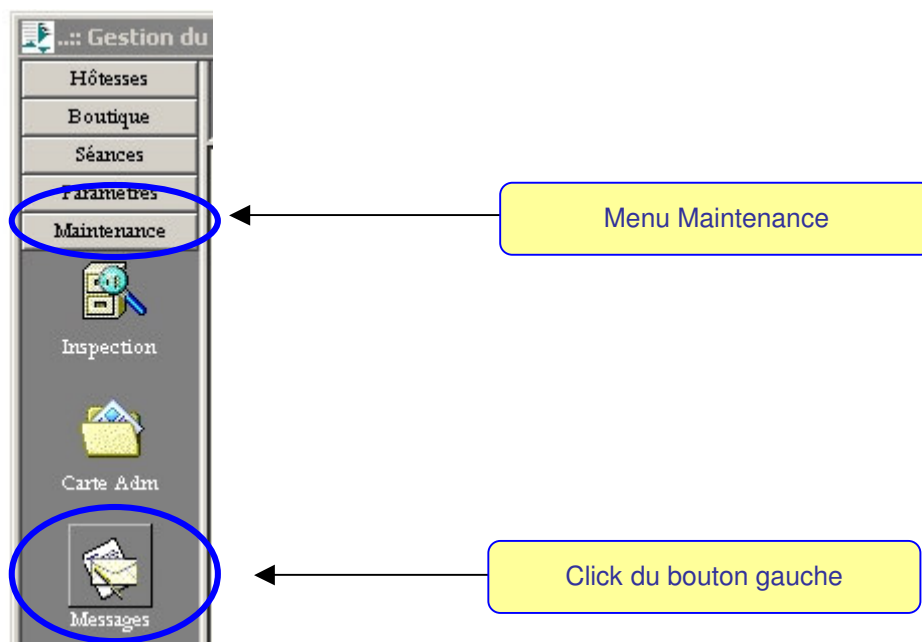 ..:: Gestion du
Hôtesses
Boutique
Séances
Paramètres
Maintenance
Menu Maintenance
Inspection
Carte Adm
Click du bouton gauche
Messages